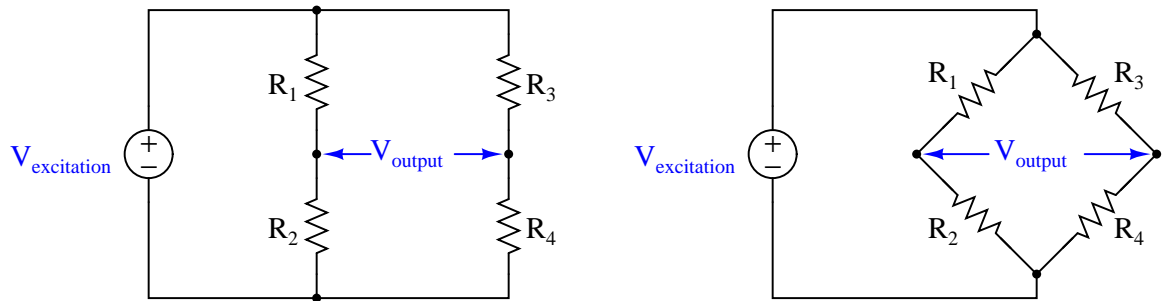 R1
R3
Vexcitation
+
−
Voutput
R2
R4
R1
R3
Vexcitation
+
−
Voutput
R2
R4